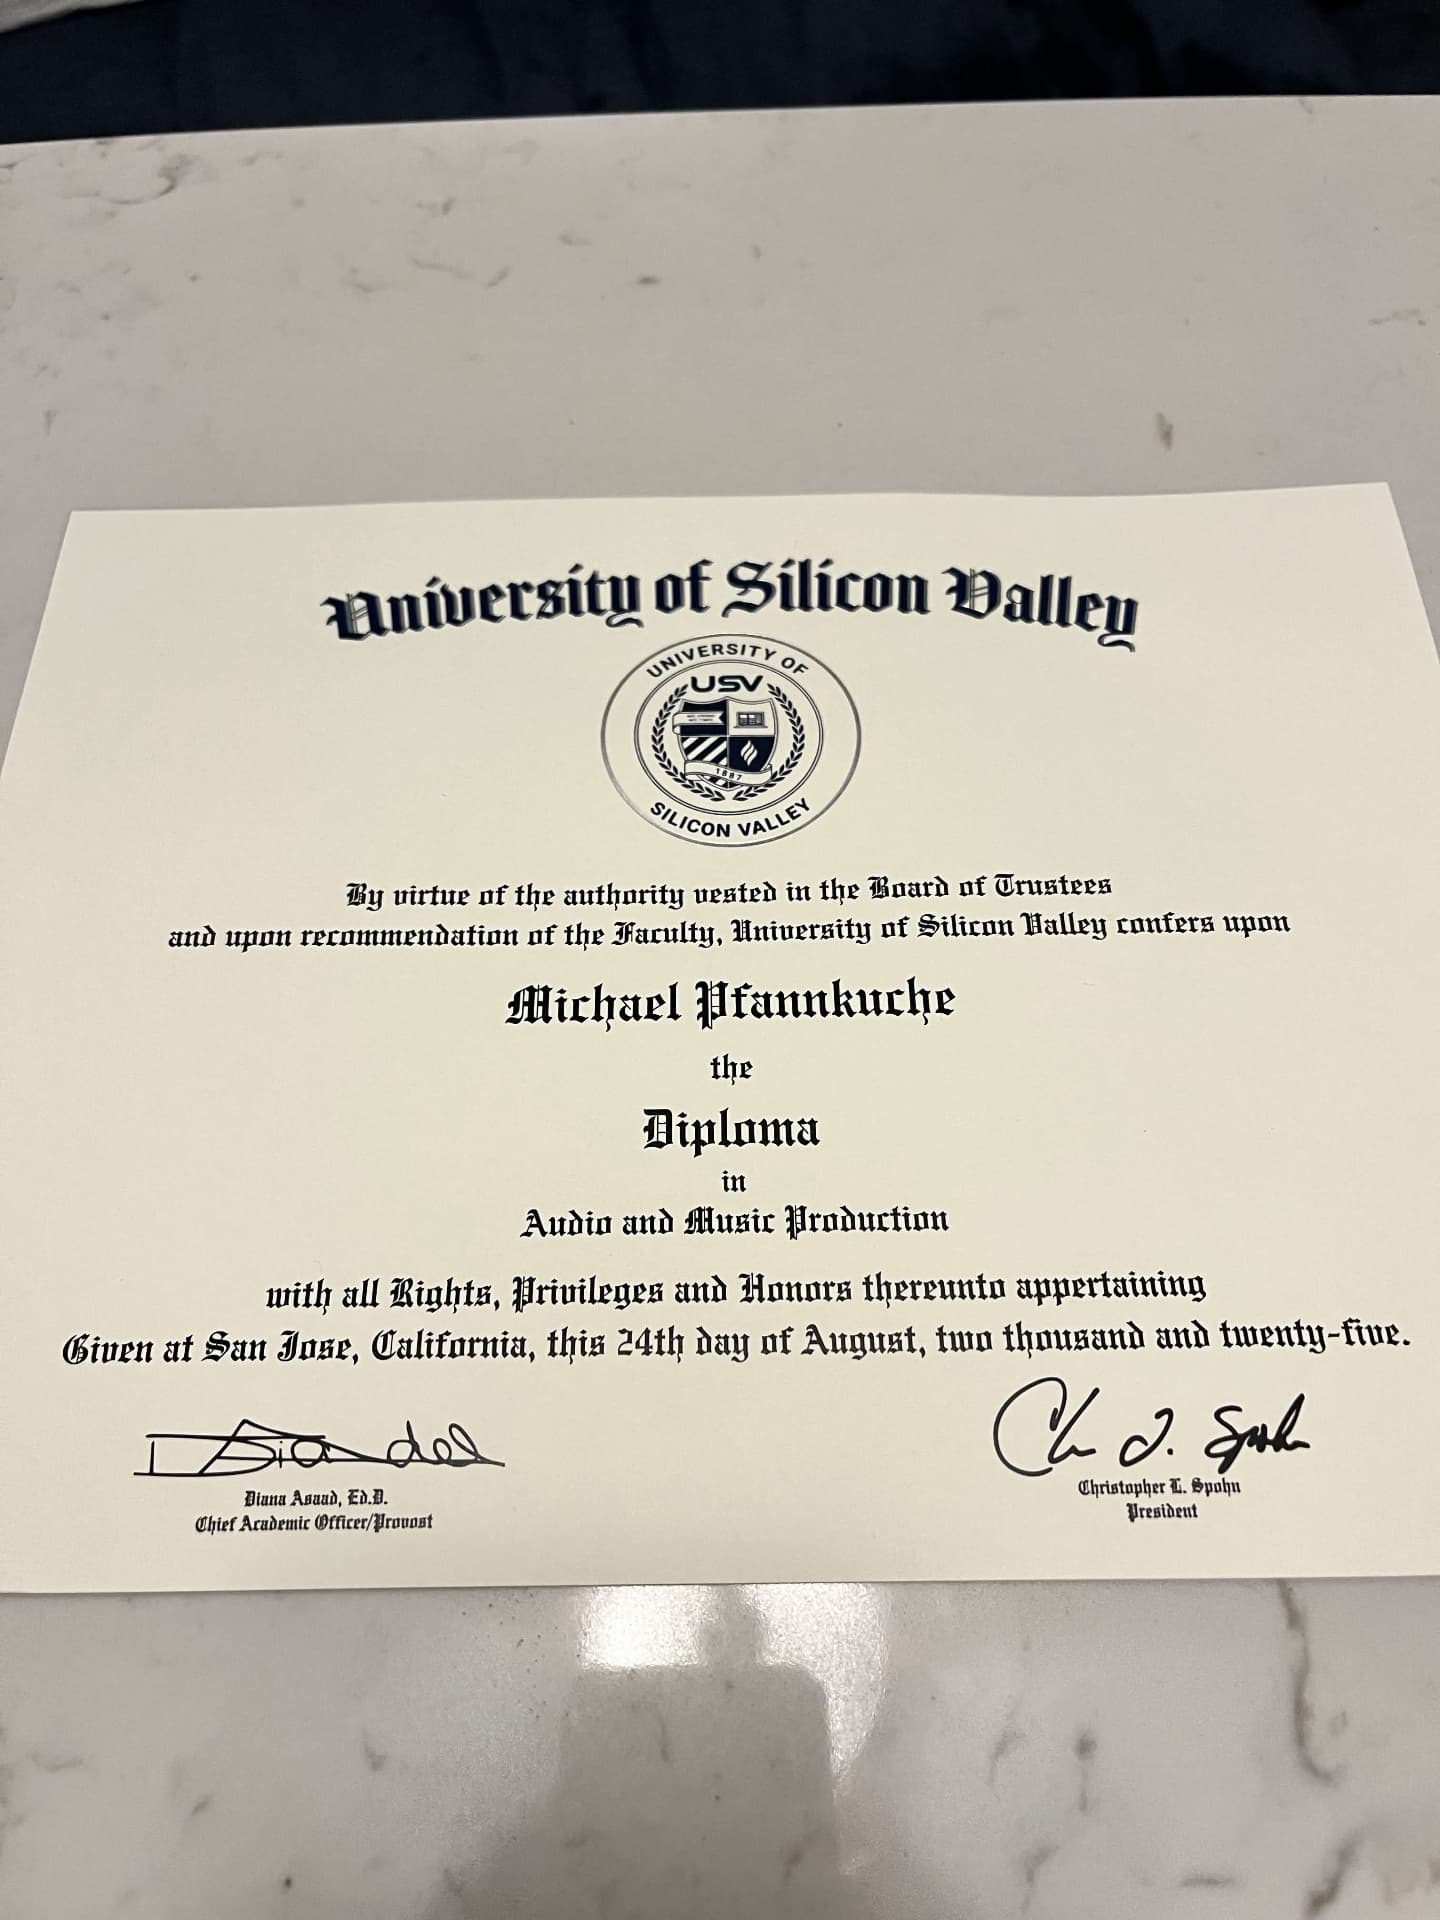 University of Silicon Valley
UNIVERSITY OF
USV
1887
SILICON VALLEY
By virtue of the authority vested in the Board of Trustees
and upon recommendation of the Faculty, University of Silicon Valley confers upon
Michael Pfannkuche
the
Diploma
in
Audio and Music Production
with all Rights, Privileges and Honors thereunto appertaining
Given at San Jose, California, this 24th day of August, two thousand and twenty-five.
Diana Asaad, Ed.D.
Chief Academic Officer/Provost
Christopher L. Spohn
President